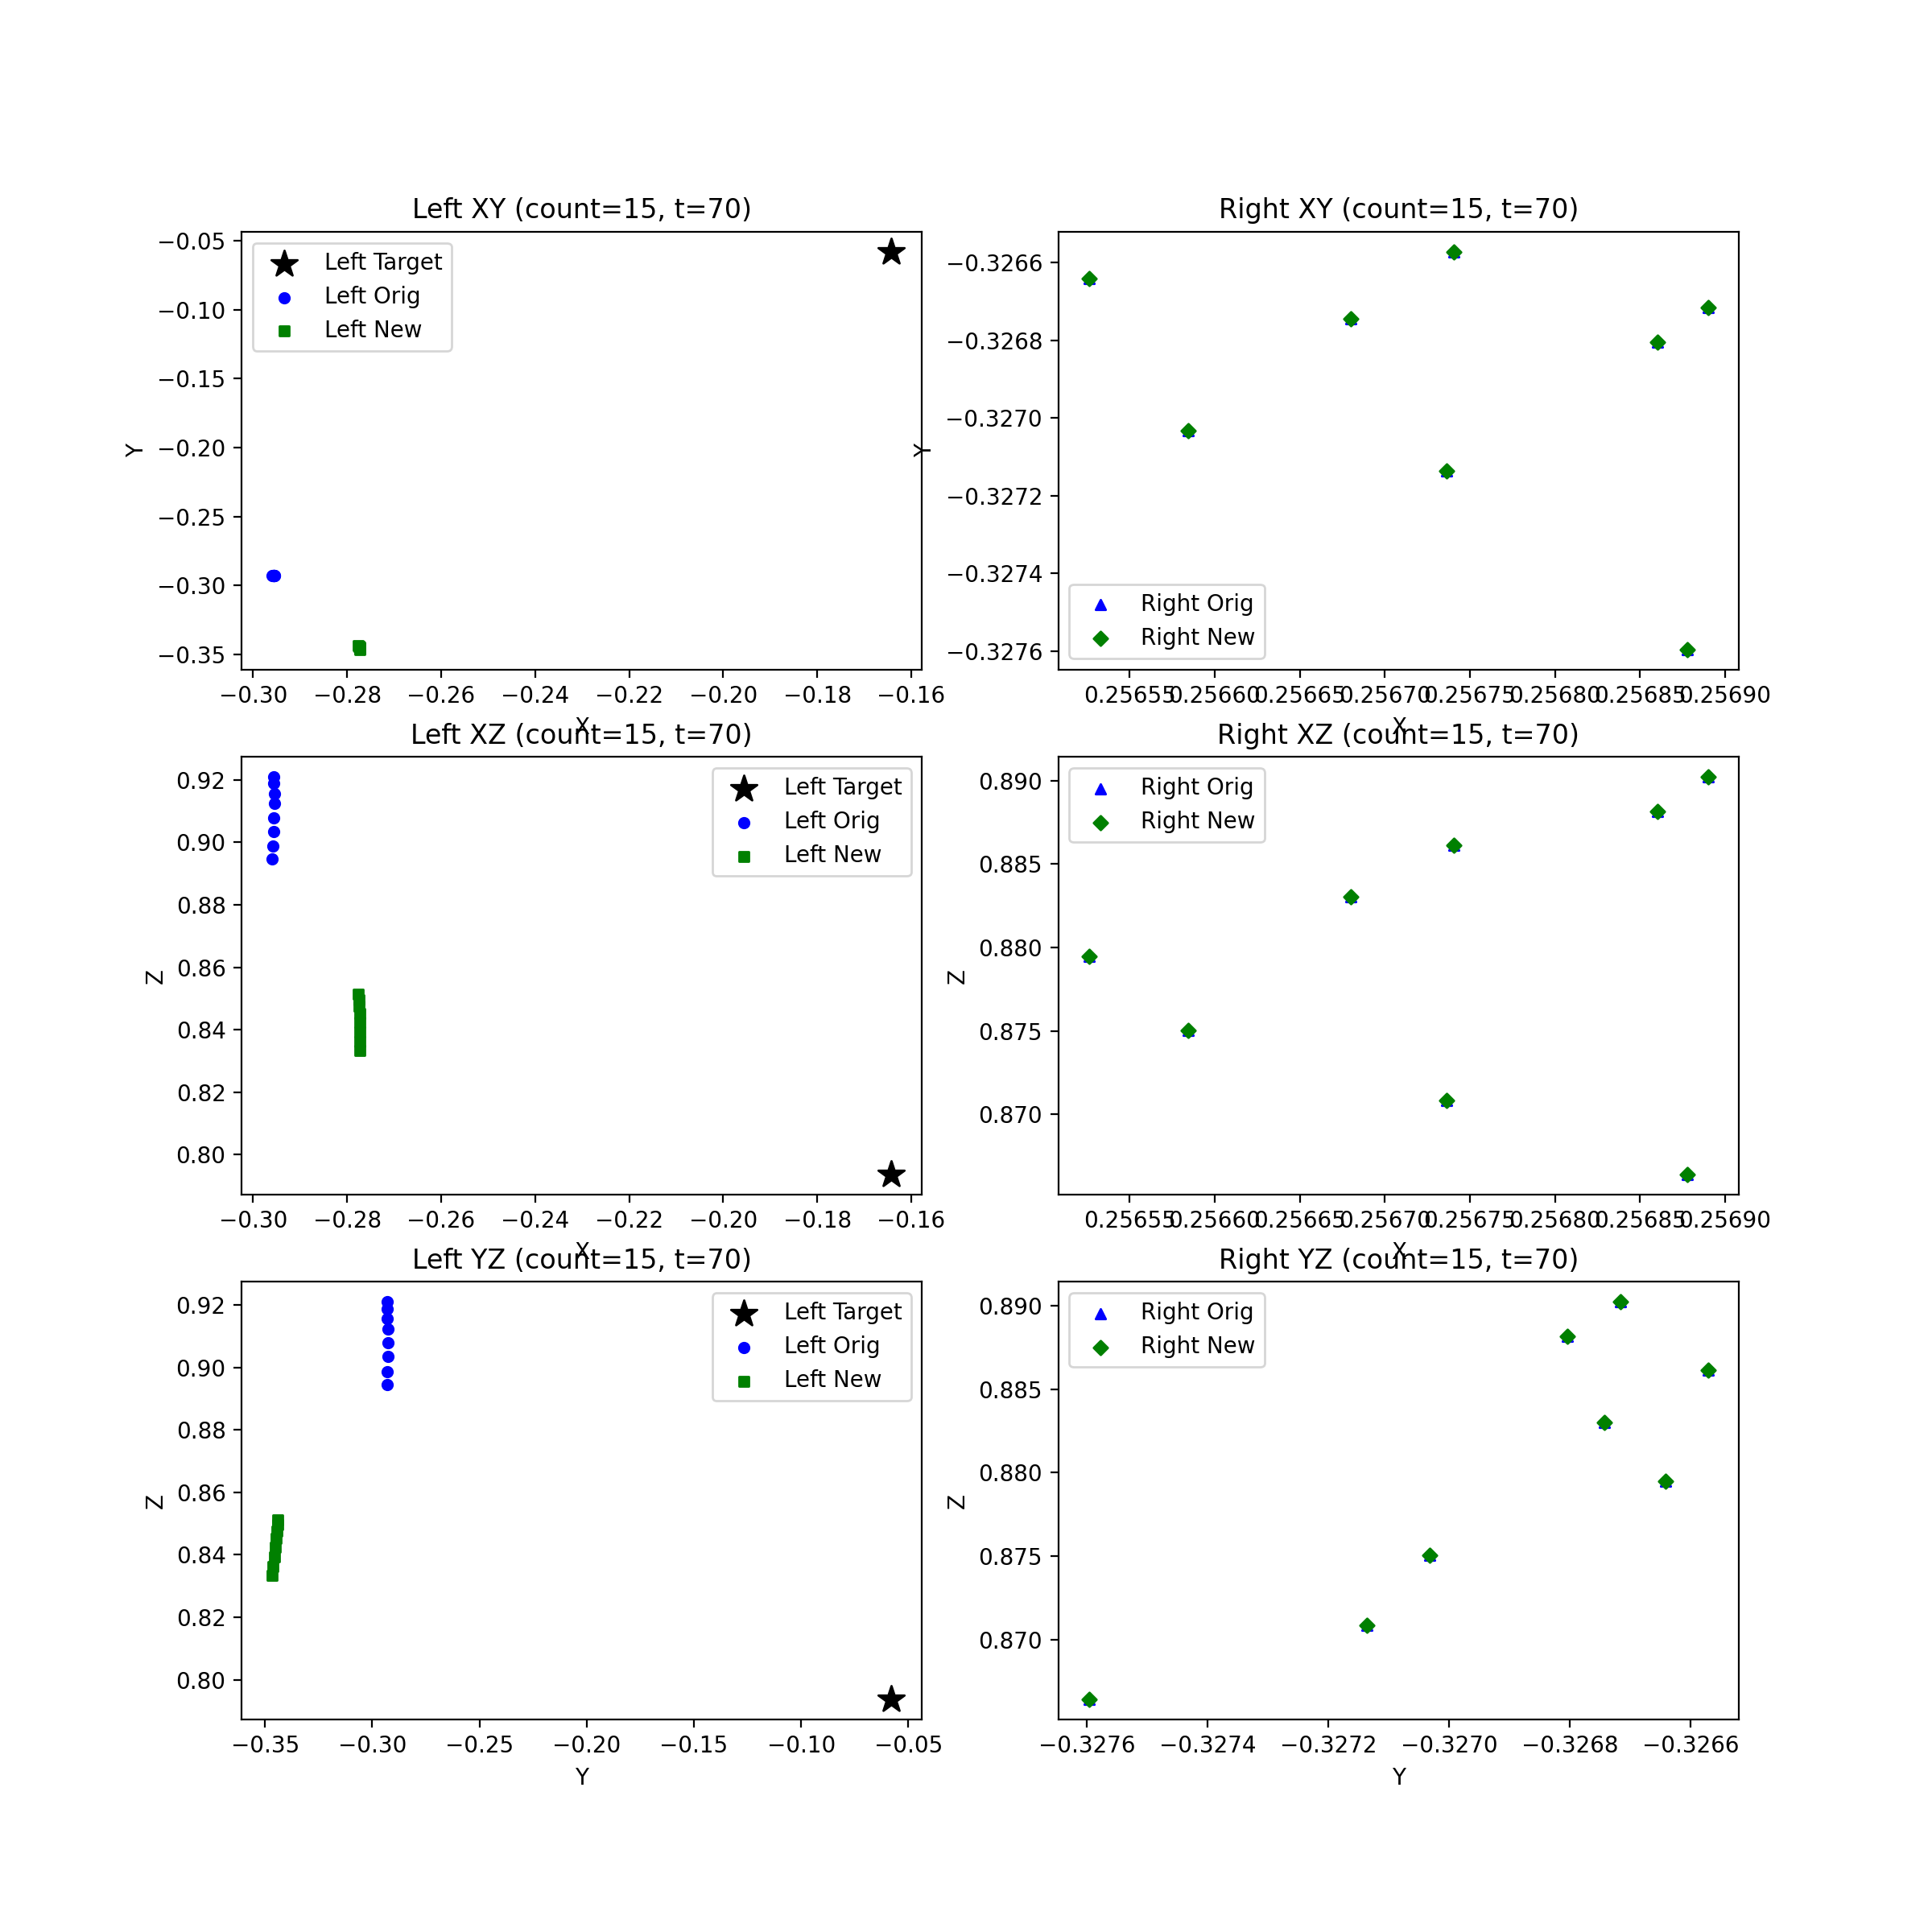 Left XY (count=15, t=70)
−0.05
−0.10
−0.15
−0.20
−0.25
−0.30
−0.35
Y
Left Target
Left Orig
Left New
−0.30 −0.28 −0.26 −0.24 −0.22 −0.20 −0.18 −0.16
X
Right XY (count=15, t=70)
−0.3266
−0.3268
−0.3270
−0.3272
−0.3274
−0.3276
Y
Right Orig
Right New
0.25655 0.25660 0.25665 0.25670 0.25675 0.25680 0.25685 0.25690
X
Left XZ (count=15, t=70)
0.92
0.90
0.88
0.86
0.84
0.82
0.80
Z
Left Target
Left Orig
Left New
−0.30 −0.28 −0.26 −0.24 −0.22 −0.20 −0.18 −0.16
X
Right XZ (count=15, t=70)
0.890
0.885
0.880
0.875
0.870
Z
Right Orig
Right New
0.25655 0.25660 0.25665 0.25670 0.25675 0.25680 0.25685 0.25690
X
Left YZ (count=15, t=70)
0.92
0.90
0.88
0.86
0.84
0.82
0.80
Z
Left Target
Left Orig
Left New
−0.35 −0.30 −0.25 −0.20 −0.15 −0.10 −0.05
Y
Right YZ (count=15, t=70)
0.890
0.885
0.880
0.875
0.870
Z
Right Orig
Right New
−0.3276 −0.3274 −0.3272 −0.3270 −0.3268 −0.3266
Y